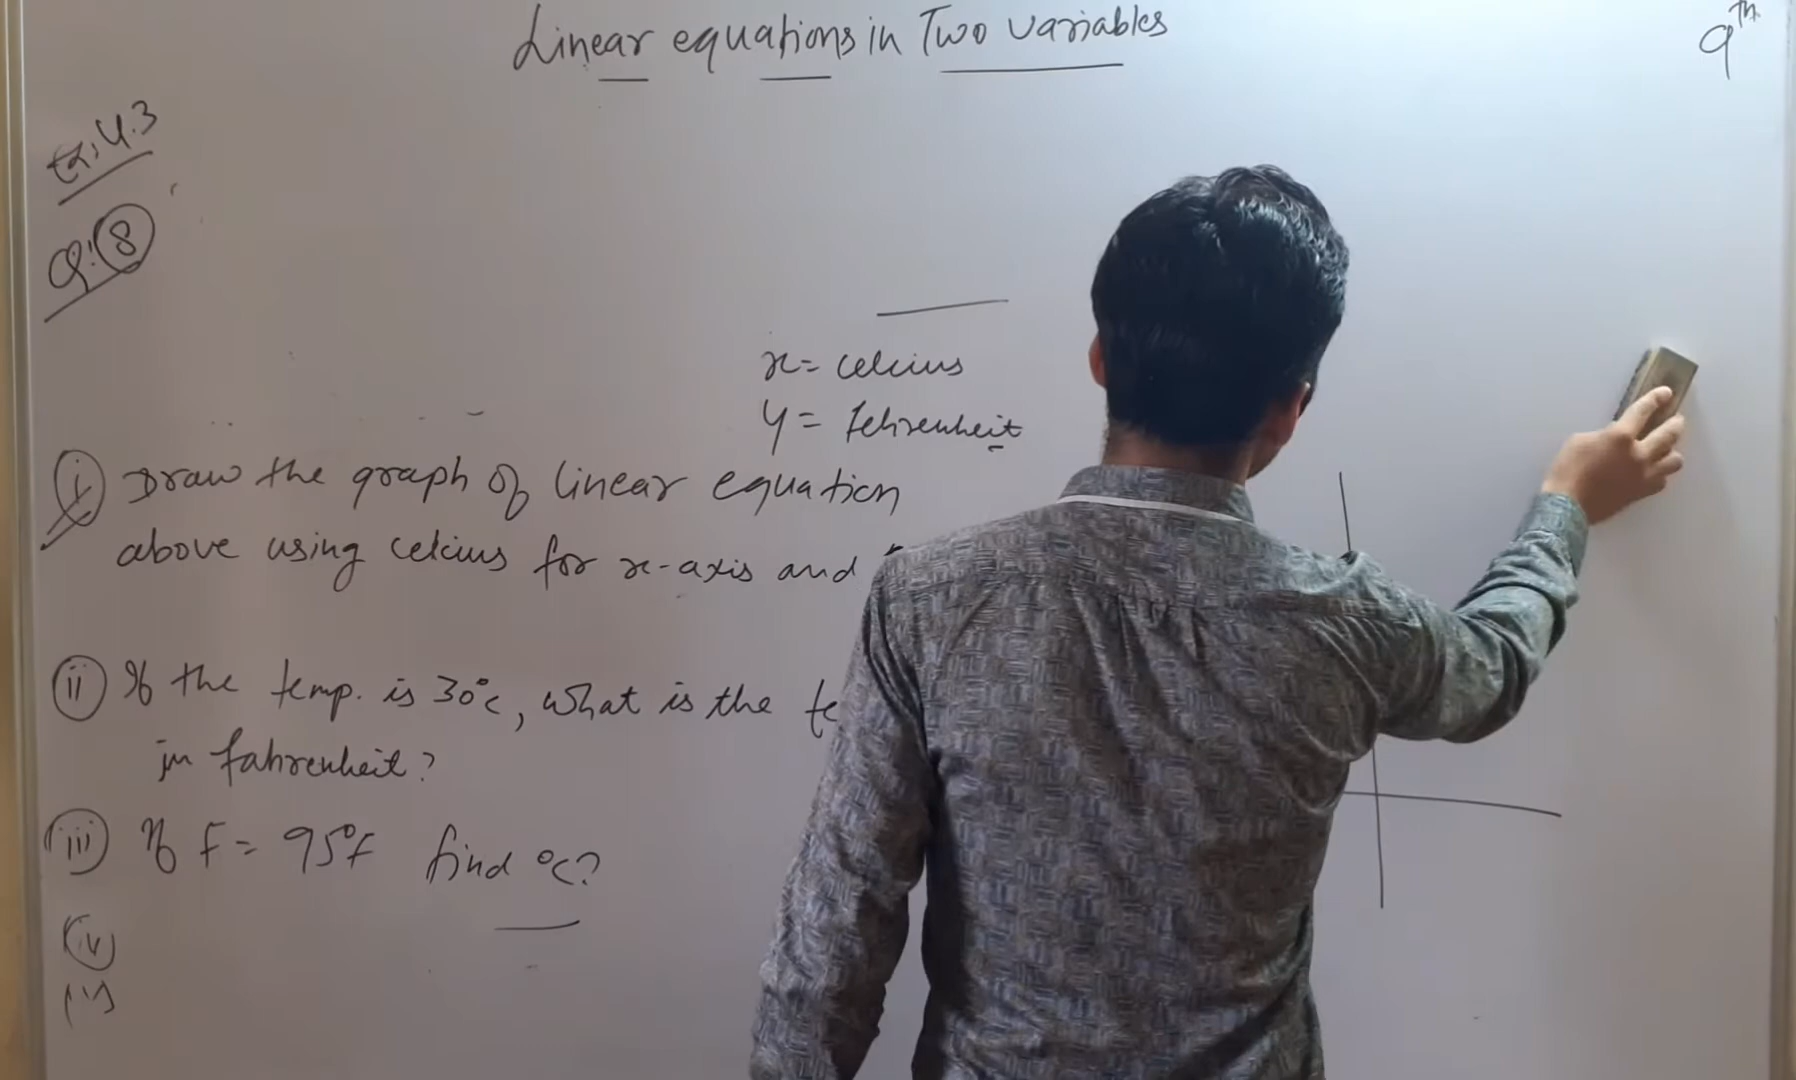 Linear equations in Two variables
9th
Ex: 4.3
Q: 8
x = celcius
y = Fehrenheit
i Draw the graph of linear equation
above using celcius for x-axis and
ii If the temp. is 30°c, what is the te
in fahrenheit?
iii If F = 95°F find °c?
iv